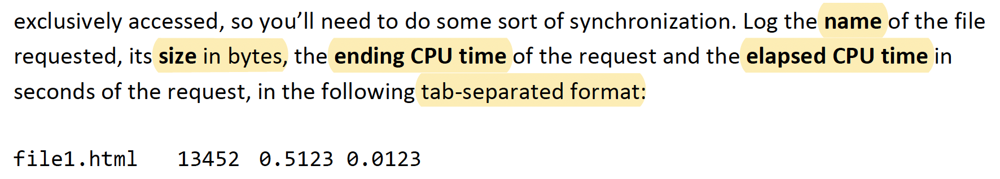 exclusively accessed, so you’ll need to do some sort of synchronization. Log the name of the file
requested, its size in bytes, the ending CPU time of the request and the elapsed CPU time in
seconds of the request, in the following tab-separated format:
file1.html 13452 0.5123 0.0123